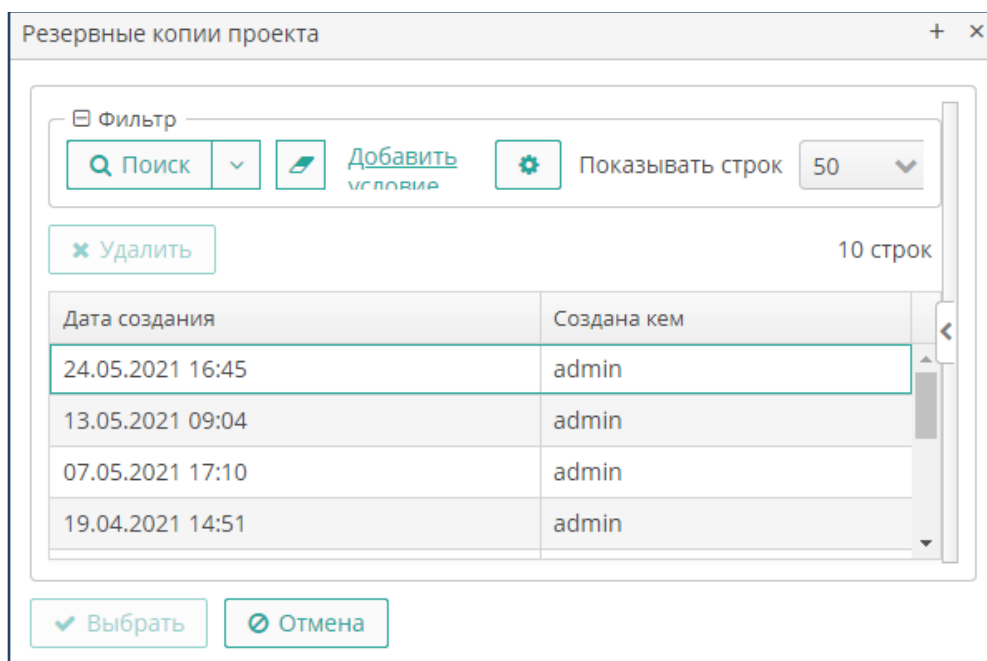 Резервные копии проекта
Фильтр
Поиск Добавить условие Показывать строк 50
Удалить 10 строк
Дата создания Создана кем
24.05.2021 16:45 admin
13.05.2021 09:04 admin
07.05.2021 17:10 admin
19.04.2021 14:51 admin
Выбрать Отмена